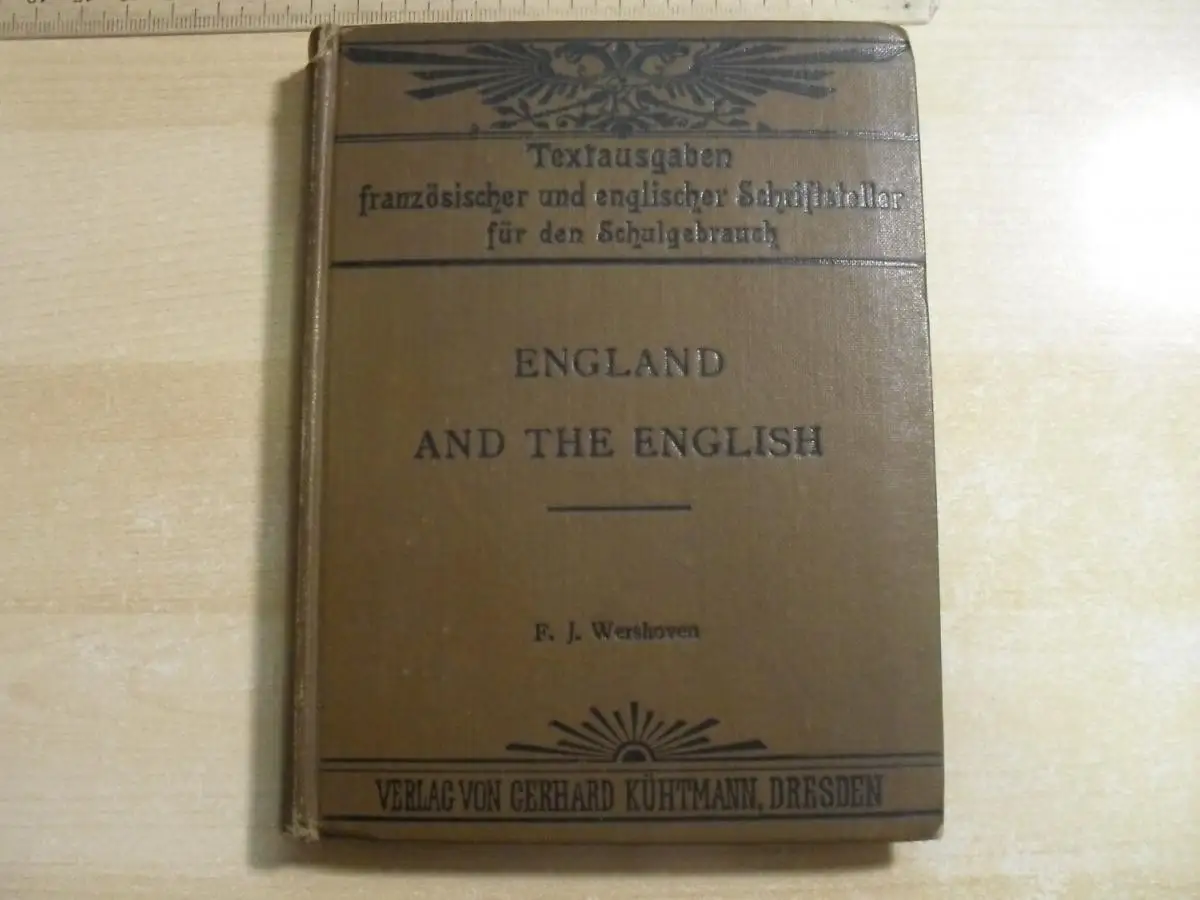 Textausgaben
französischer und englischer Schriftsteller
für den Schulgebrauch
ENGLAND
AND THE ENGLISH
F. J. Wershoven
VERLAG VON GERHARD KÜHTMANN, DRESDEN